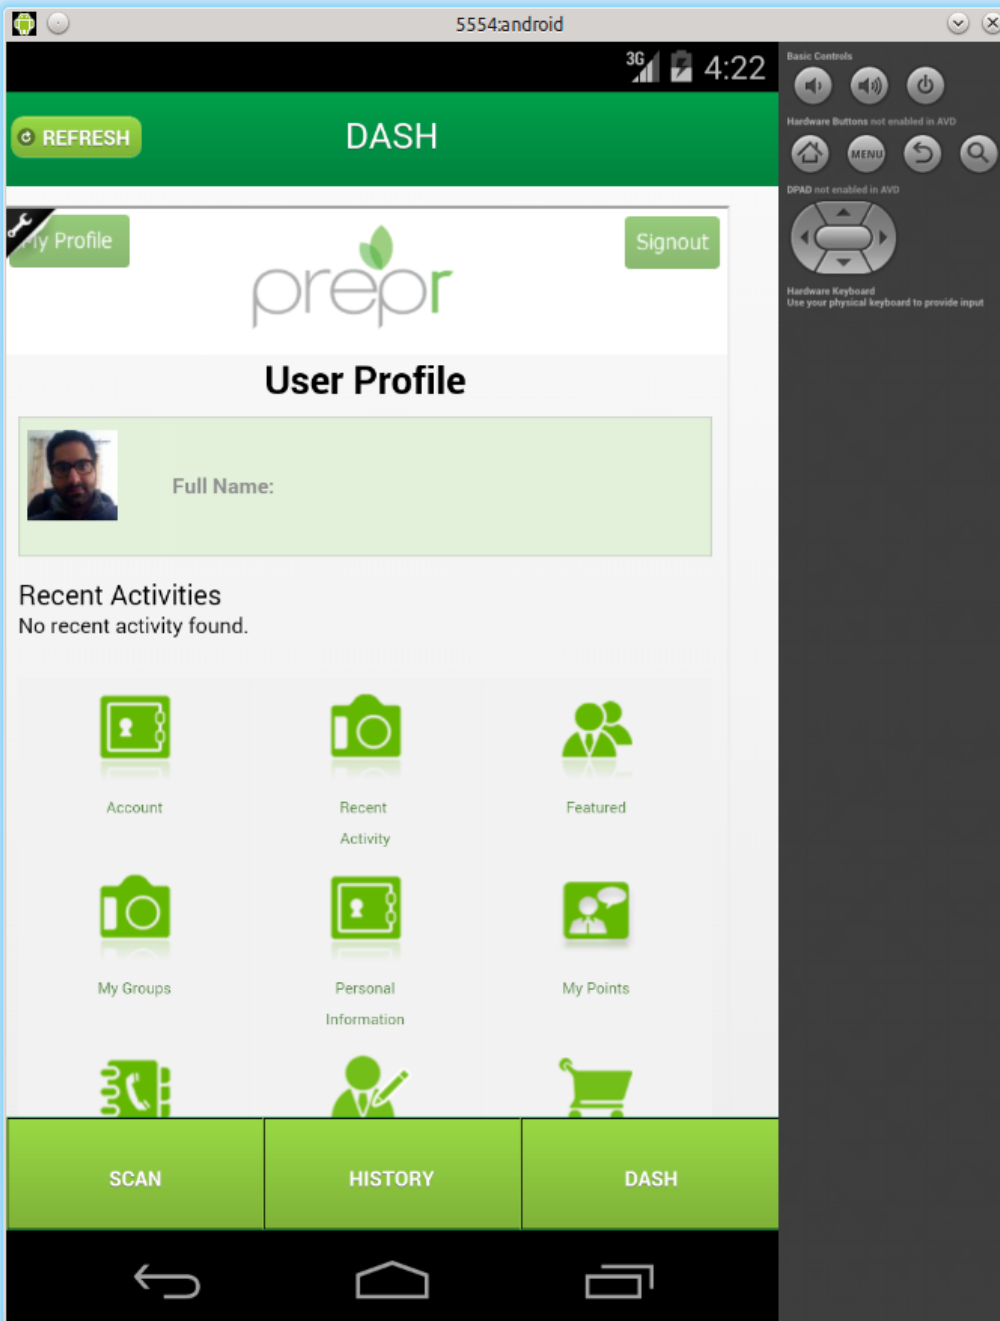 5554:android
3G 4:22
REFRESH
DASH
My Profile
prepr
Signout
User Profile
Full Name:
Recent Activities
No recent activity found.
Account
Recent
Activity
Featured
My Groups
Personal
Information
My Points
SCAN
HISTORY
DASH
Basic Controls
Hardware Buttons not enabled in AVD
MENU
DPAD not enabled in AVD
Hardware Keyboard
Use your physical keyboard to provide input